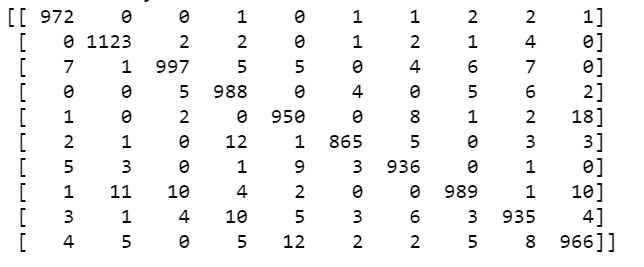 [[ 972 0 0 1 0 1 1 2 2 1]
[ 0 1123 2 2 0 1 2 1 4 0]
[ 7 1 997 5 5 0 4 6 7 0]
[ 0 0 5 988 0 4 0 5 6 2]
[ 1 0 2 0 950 0 8 1 2 18]
[ 2 1 0 12 1 865 5 0 3 3]
[ 5 3 0 1 9 3 936 0 1 0]
[ 1 11 10 4 2 0 0 989 1 10]
[ 3 1 4 10 5 3 6 3 935 4]
[ 4 5 0 5 12 2 2 5 8 966]]